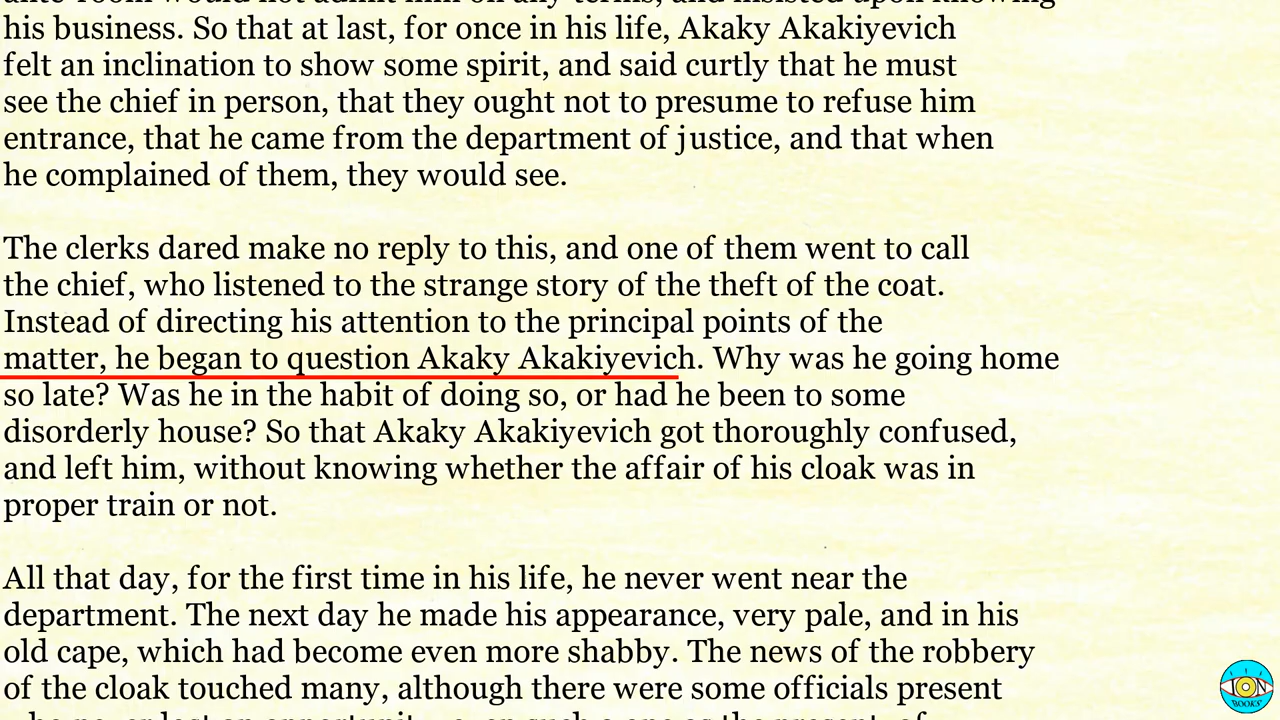 his business. So that at last, for once in his life, Akaky Akakiyevich
felt an inclination to show some spirit, and said curtly that he must
see the chief in person, that they ought not to presume to refuse him
entrance, that he came from the department of justice, and that when
he complained of them, they would see.
The clerks dared make no reply to this, and one of them went to call
the chief, who listened to the strange story of the theft of the coat.
Instead of directing his attention to the principal points of the
matter, he began to question Akaky Akakiyevich. Why was he going home
so late? Was he in the habit of doing so, or had he been to some
disorderly house? So that Akaky Akakiyevich got thoroughly confused,
and left him, without knowing whether the affair of his cloak was in
proper train or not.
All that day, for the first time in his life, he never went near the
department. The next day he made his appearance, very pale, and in his
old cape, which had become even more shabby. The news of the robbery
of the cloak touched many, although there were some officials present
ION
BOOKS